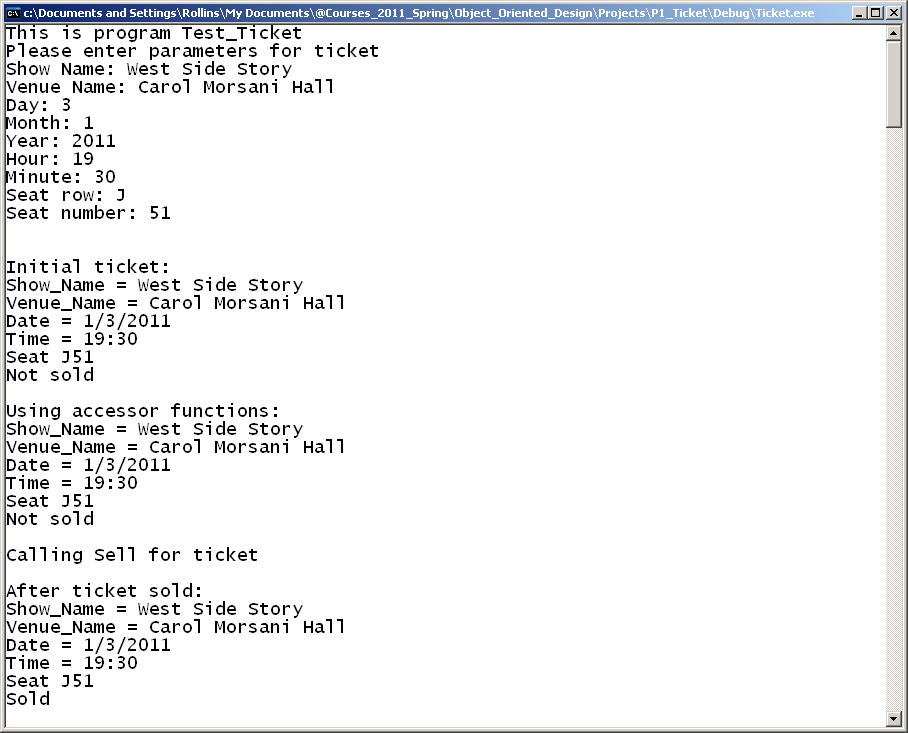 c:\Documents and Settings\Rollins\My Documents\@Courses_2011_Spring\Object_Oriented_Design\Projects\P1_Ticket\Debug\Ticket.exe
This is program Test_Ticket
Please enter parameters for ticket
Show Name: West Side Story
Venue Name: Carol Morsani Hall
Day: 3
Month: 1
Year: 2011
Hour: 19
Minute: 30
Seat row: J
Seat number: 51
Initial ticket:
Show_Name = West Side Story
Venue_Name = Carol Morsani Hall
Date = 1/3/2011
Time = 19:30
Seat J51
Not sold
Using accessor functions:
Show_Name = West Side Story
Venue_Name = Carol Morsani Hall
Date = 1/3/2011
Time = 19:30
Seat J51
Not sold
Calling Sell for ticket
After ticket sold:
Show_Name = West Side Story
Venue_Name = Carol Morsani Hall
Date = 1/3/2011
Time = 19:30
Seat J51
Sold